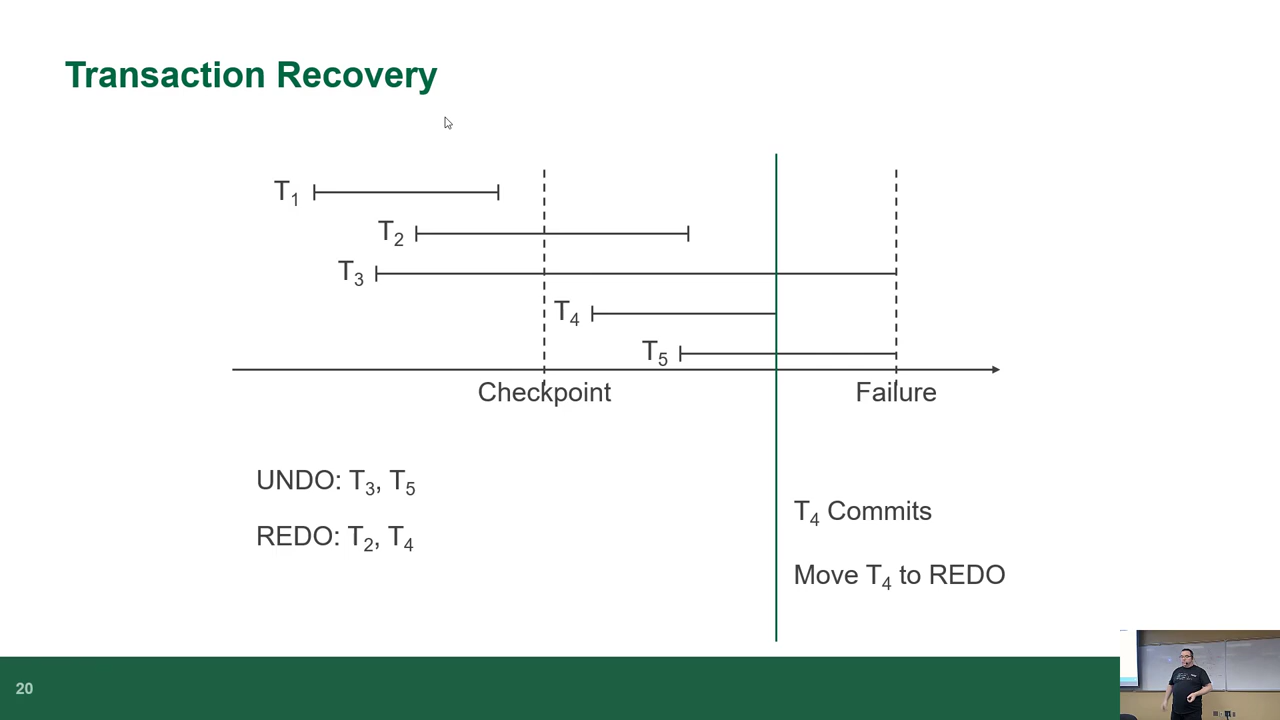 Transaction Recovery
T1
T2
T3
T4
T5
Checkpoint
Failure
UNDO: T3, T5
REDO: T2, T4
T4 Commits
Move T4 to REDO
20